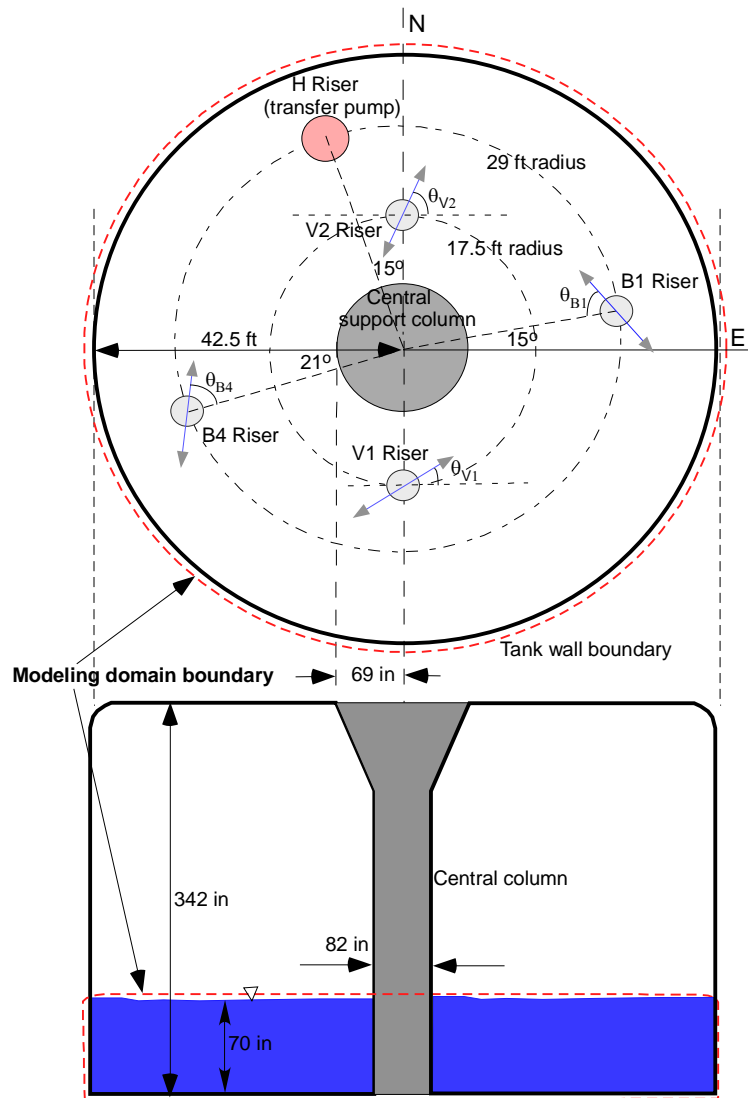 N
H Riser
(transfer pump)
29 ft radius
θV2
V2 Riser
17.5 ft radius
15º
B1 Riser
θB1
Central
support column
42.5 ft
15º
E
21º
θB4
B4 Riser
V1 Riser
θV1
Tank wall boundary
Modeling domain boundary
69 in
342 in
Central column
82 in
70 in